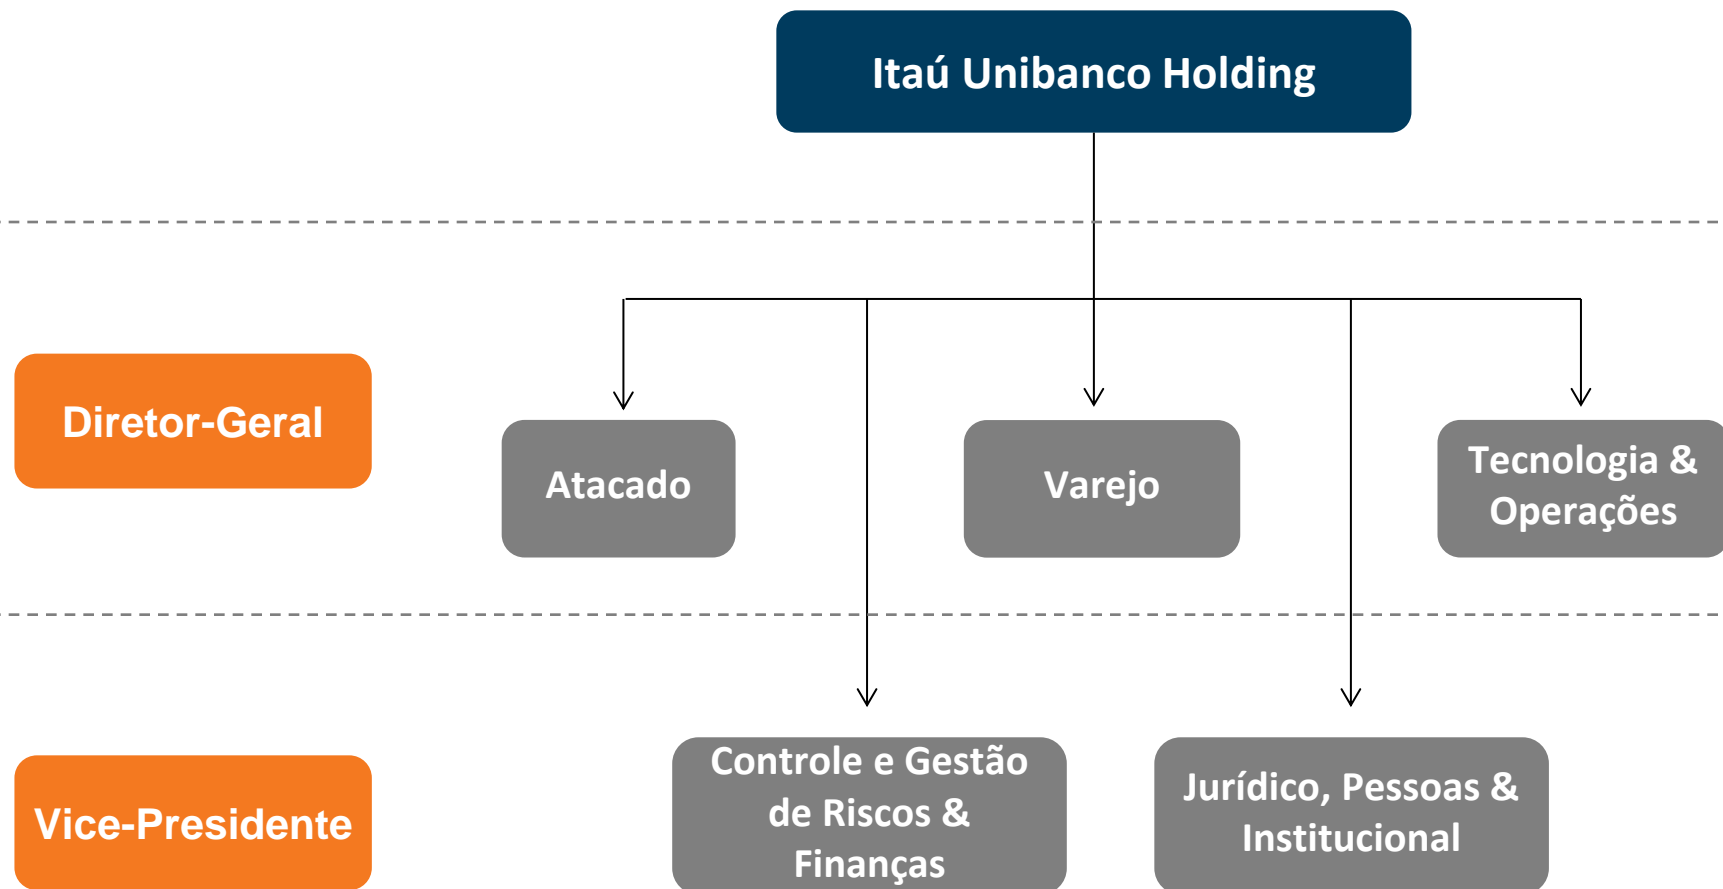 Itaú Unibanco Holding
Diretor-Geral
Atacado
Varejo
Tecnologia &
Operações
Vice-Presidente
Controle e Gestão
de Riscos &
Finanças
Jurídico, Pessoas &
Institucional